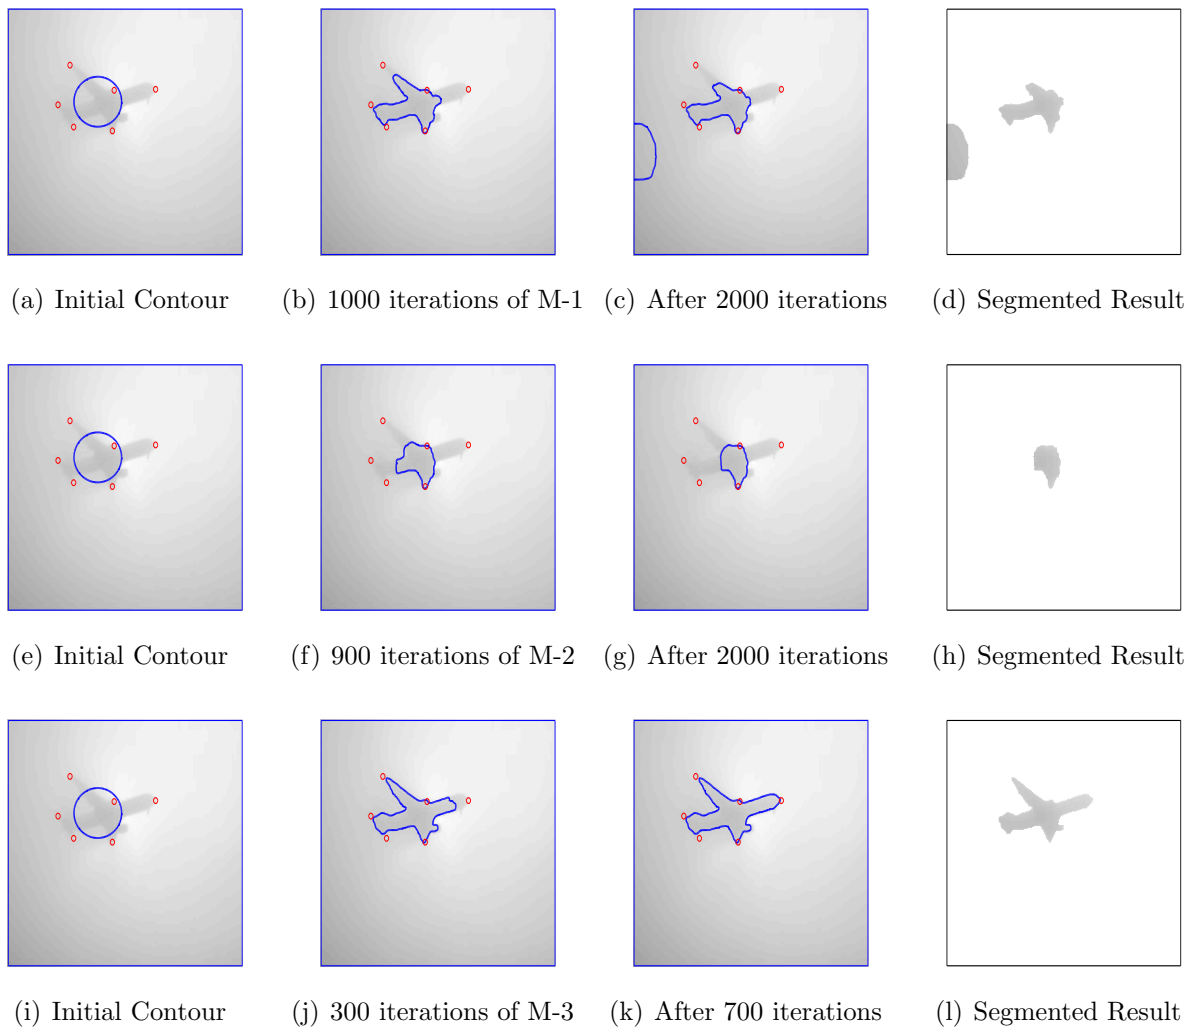 (a) Initial Contour
(b) 1000 iterations of M-1
(c) After 2000 iterations
(d) Segmented Result
(e) Initial Contour
(f) 900 iterations of M-2
(g) After 2000 iterations
(h) Segmented Result
(i) Initial Contour
(j) 300 iterations of M-3
(k) After 700 iterations
(l) Segmented Result